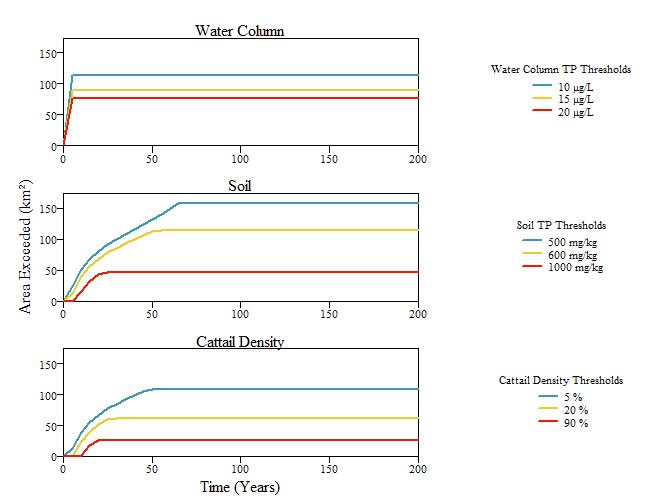 Water Column
150
100
50
0
0 50 100 150 200
Water Column TP Thresholds
10 µg/L
15 µg/L
20 µg/L
Soil
150
100
50
0
0 50 100 150 200
Soil TP Thresholds
500 mg/kg
600 mg/kg
1000 mg/kg
Area Exceeded (km²)
Cattail Density
150
100
50
0
0 50 100 150 200
Cattail Density Thresholds
5 %
20 %
90 %
Time (Years)